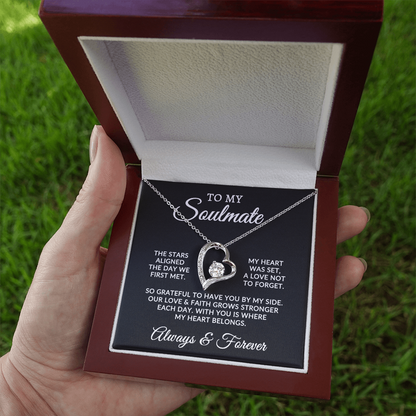 TO MY
Soulmate
THE STARS
ALIGNED
THE DAY WE
FIRST MET.
MY HEART
WAS SET,
A LOVE NOT
TO FORGET.
SO GRATEFUL TO HAVE YOU BY MY SIDE.
OUR LOVE & FAITH GROWS STRONGER
EACH DAY. WITH YOU IS WHERE
MY HEART BELONGS.
Always & Forever